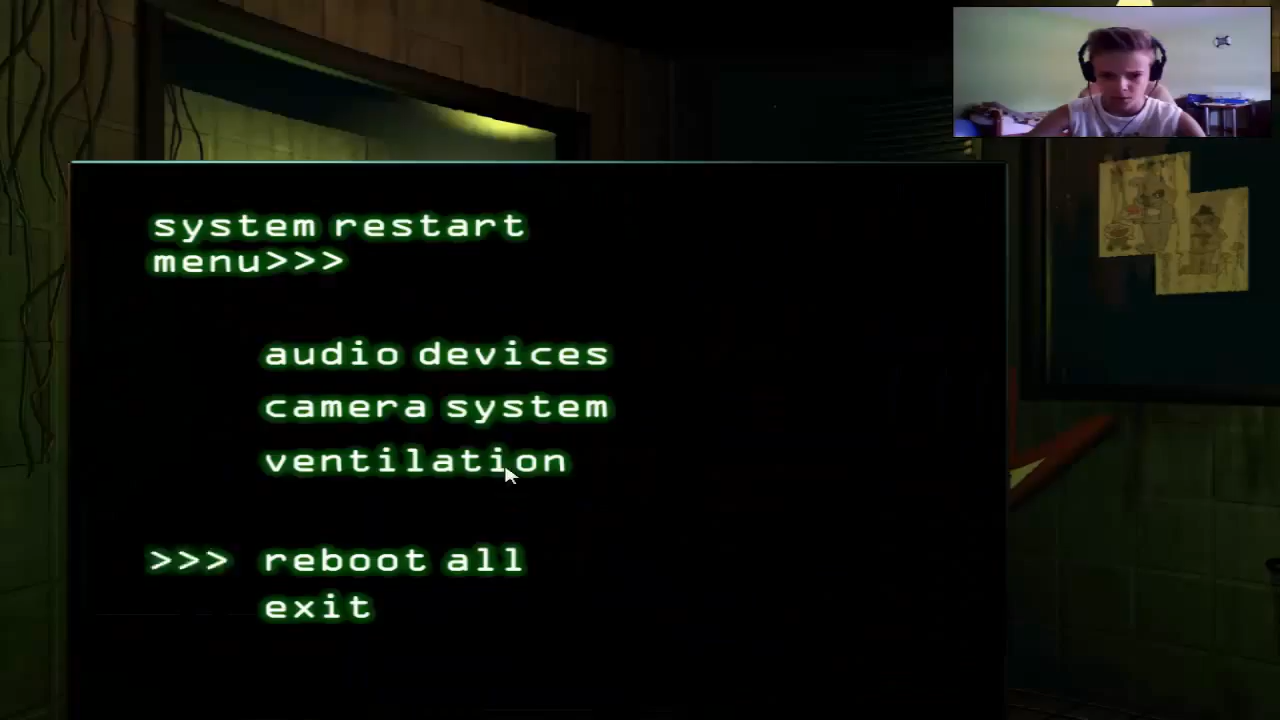 system restart
menu>>>
audio devices
camera system
ventilation
>>> reboot all
exit